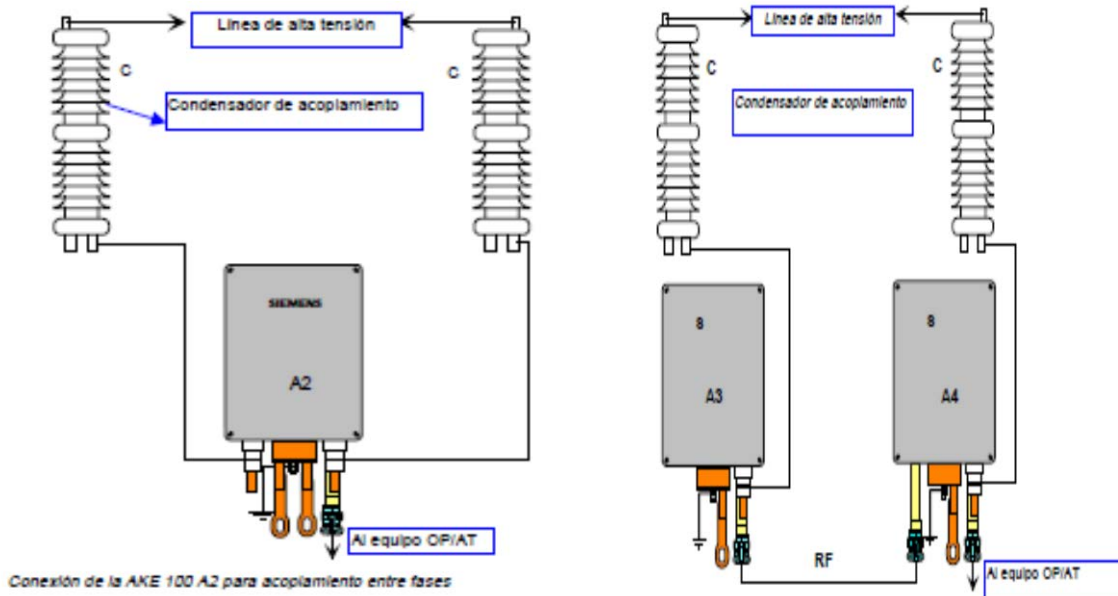 Línea de alta tensión
C
C
Condensador de acoplamiento
SIEMENS
A2
Al equipo OP/AT
Conexión de la AKE 100 A2 para acoplamiento entre fases
Línea de alta tensión
C
C
Condensador de acoplamiento
8
8
A3
A4
RF
Al equipo OP/AT